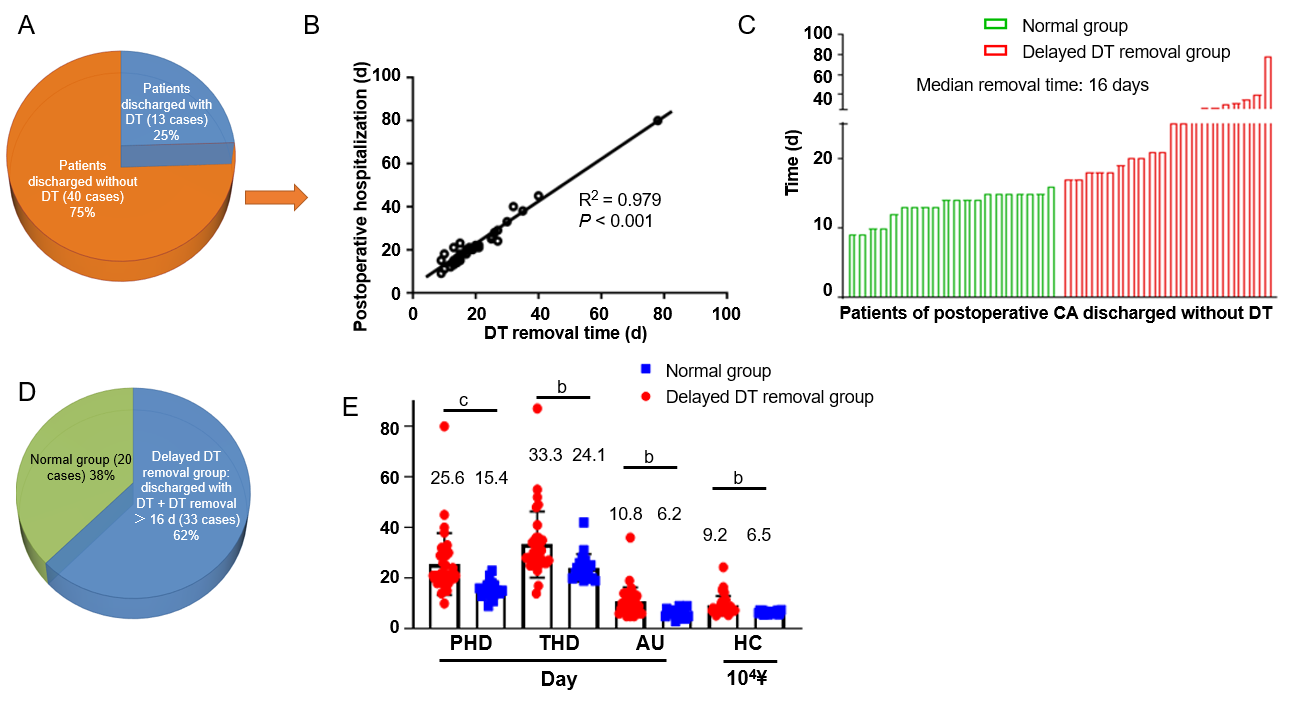 A
Patients
discharged with
DT (13 cases)
25%
Patients
discharged without
DT (40 cases)
75%
B
Postoperative hospitalization (d)
100
80
60
40
20
0
R² = 0.979
P < 0.001
0 20 40 60 80 100
DT removal time (d)
C
Normal group
Delayed DT removal group
Median removal time: 16 days
Time (d)
100
80
60
40
20
10
0
Patients of postoperative CA discharged without DT
D
Normal group (20
cases) 38%
Delayed DT
removal group:
discharged with
DT + DT removal
> 16 d (33 cases)
62%
E
Normal group
Delayed DT removal group
80
60
40
20
0
c
b
b
b
25.6 15.4
33.3 24.1
10.8 6.2
9.2 6.5
PHD THD AU HC
Day
10⁴¥